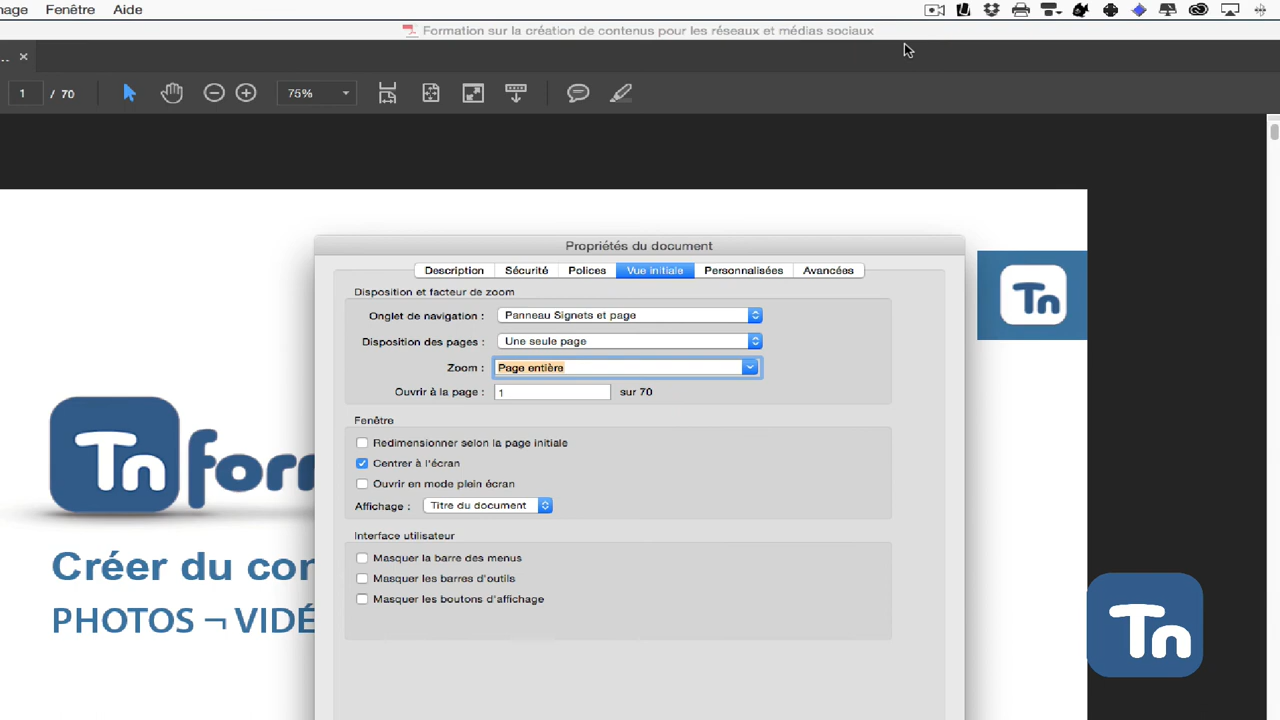 nage Fenêtre Aide
Formation sur la création de contenus pour les réseaux et médias sociaux
..
1 / 70 75%
Propriétés du document
Description Sécurité Polices Vue initiale Personnalisées Avancées
Disposition et facteur de zoom
Onglet de navigation : Panneau Signets et page
Disposition des pages : Une seule page
Zoom : Page entière
Ouvrir à la page : 1 sur 70
Fenêtre
Redimensionner selon la page initiale
Centrer à l'écran
Ouvrir en mode plein écran
Affichage : Titre du document
Interface utilisateur
Masquer la barre des menus
Masquer les barres d'outils
Masquer les boutons d'affichage
Tn
Tn form
Créer du con
PHOTOS ¬ VIDÉ
Tn